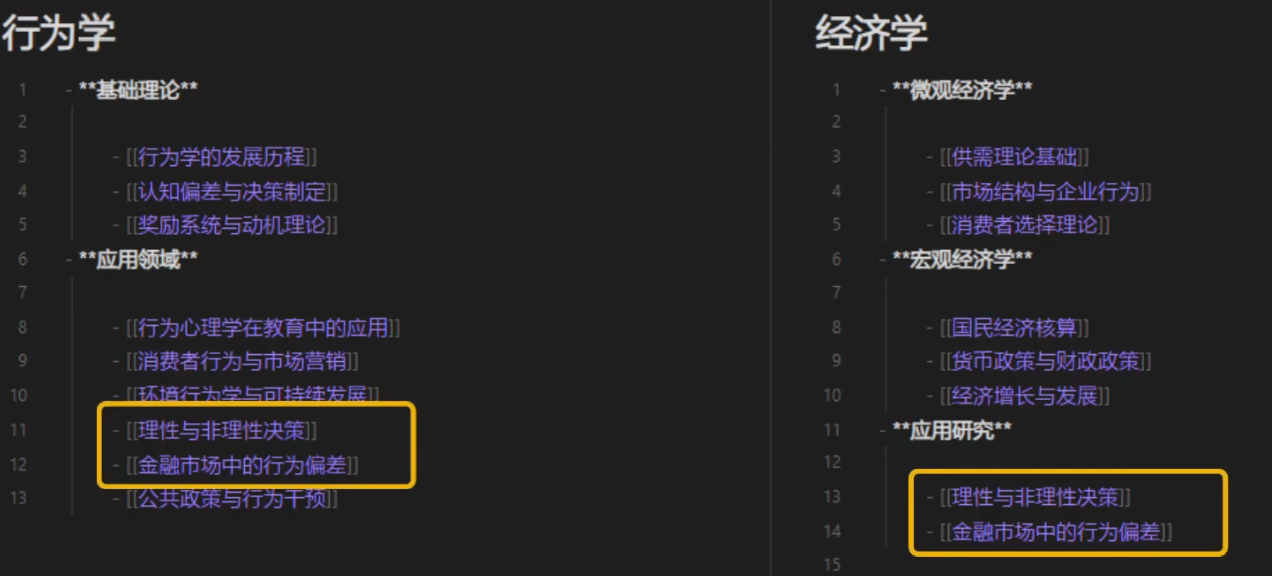 行为学
1 - **基础理论**
2
3 - [[行为学的发展历程]]
4 - [[认知偏差与决策制定]]
5 - [[奖励系统与动机理论]]
6 - **应用领域**
7
8 - [[行为心理学在教育中的应用]]
9 - [[消费者行为与市场营销]]
10 - [[环境行为学与可持续发展]]
11 - [[理性与非理性决策]]
12 - [[金融市场中的行为偏差]]
13 - [[公共政策与行为干预]]
经济学
1 - **微观经济学**
2
3 - [[供需理论基础]]
4 - [[市场结构与企业行为]]
5 - [[消费者选择理论]]
6 - **宏观经济学**
7
8 - [[国民经济核算]]
9 - [[货币政策与财政政策]]
10 - [[经济增长与发展]]
11 - **应用研究**
12
13 - [[理性与非理性决策]]
14 - [[金融市场中的行为偏差]]
15